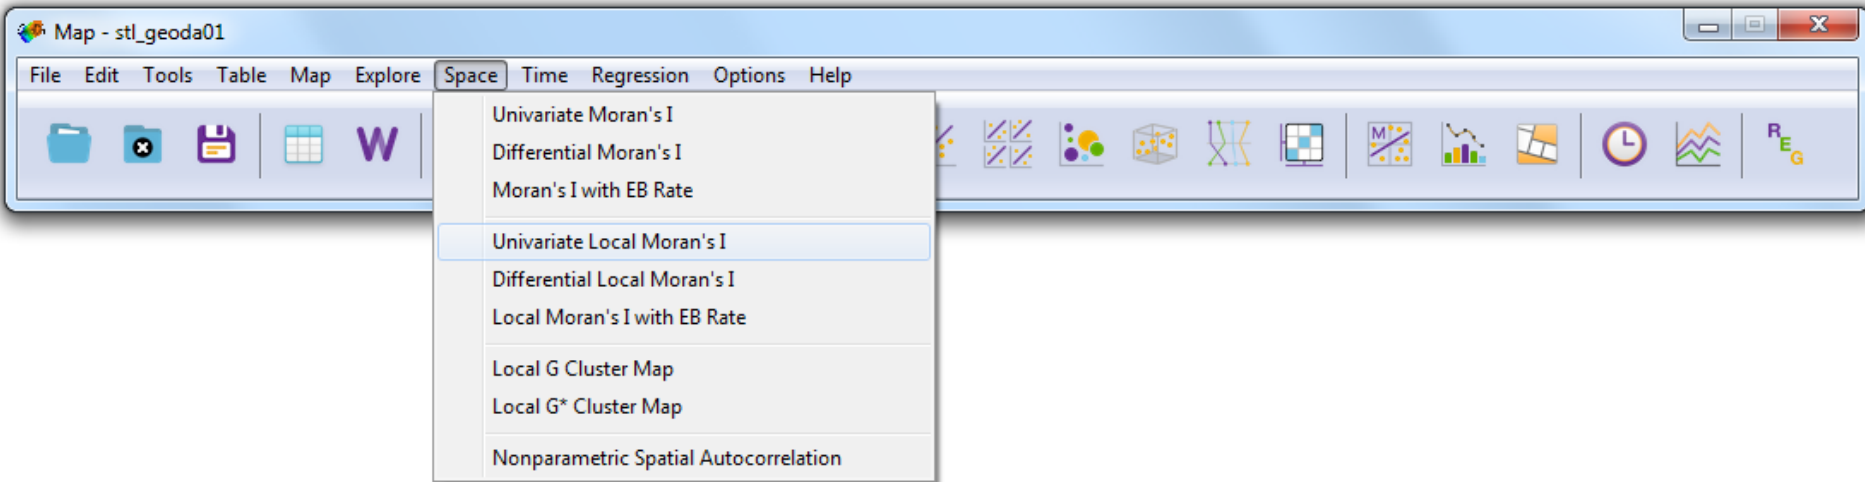 Map - stl_geoda01
File Edit Tools Table Map Explore Space Time Regression Options Help
W
M
REG
Univariate Moran's I
Differential Moran's I
Moran's I with EB Rate
Univariate Local Moran's I
Differential Local Moran's I
Local Moran's I with EB Rate
Local G Cluster Map
Local G* Cluster Map
Nonparametric Spatial Autocorrelation